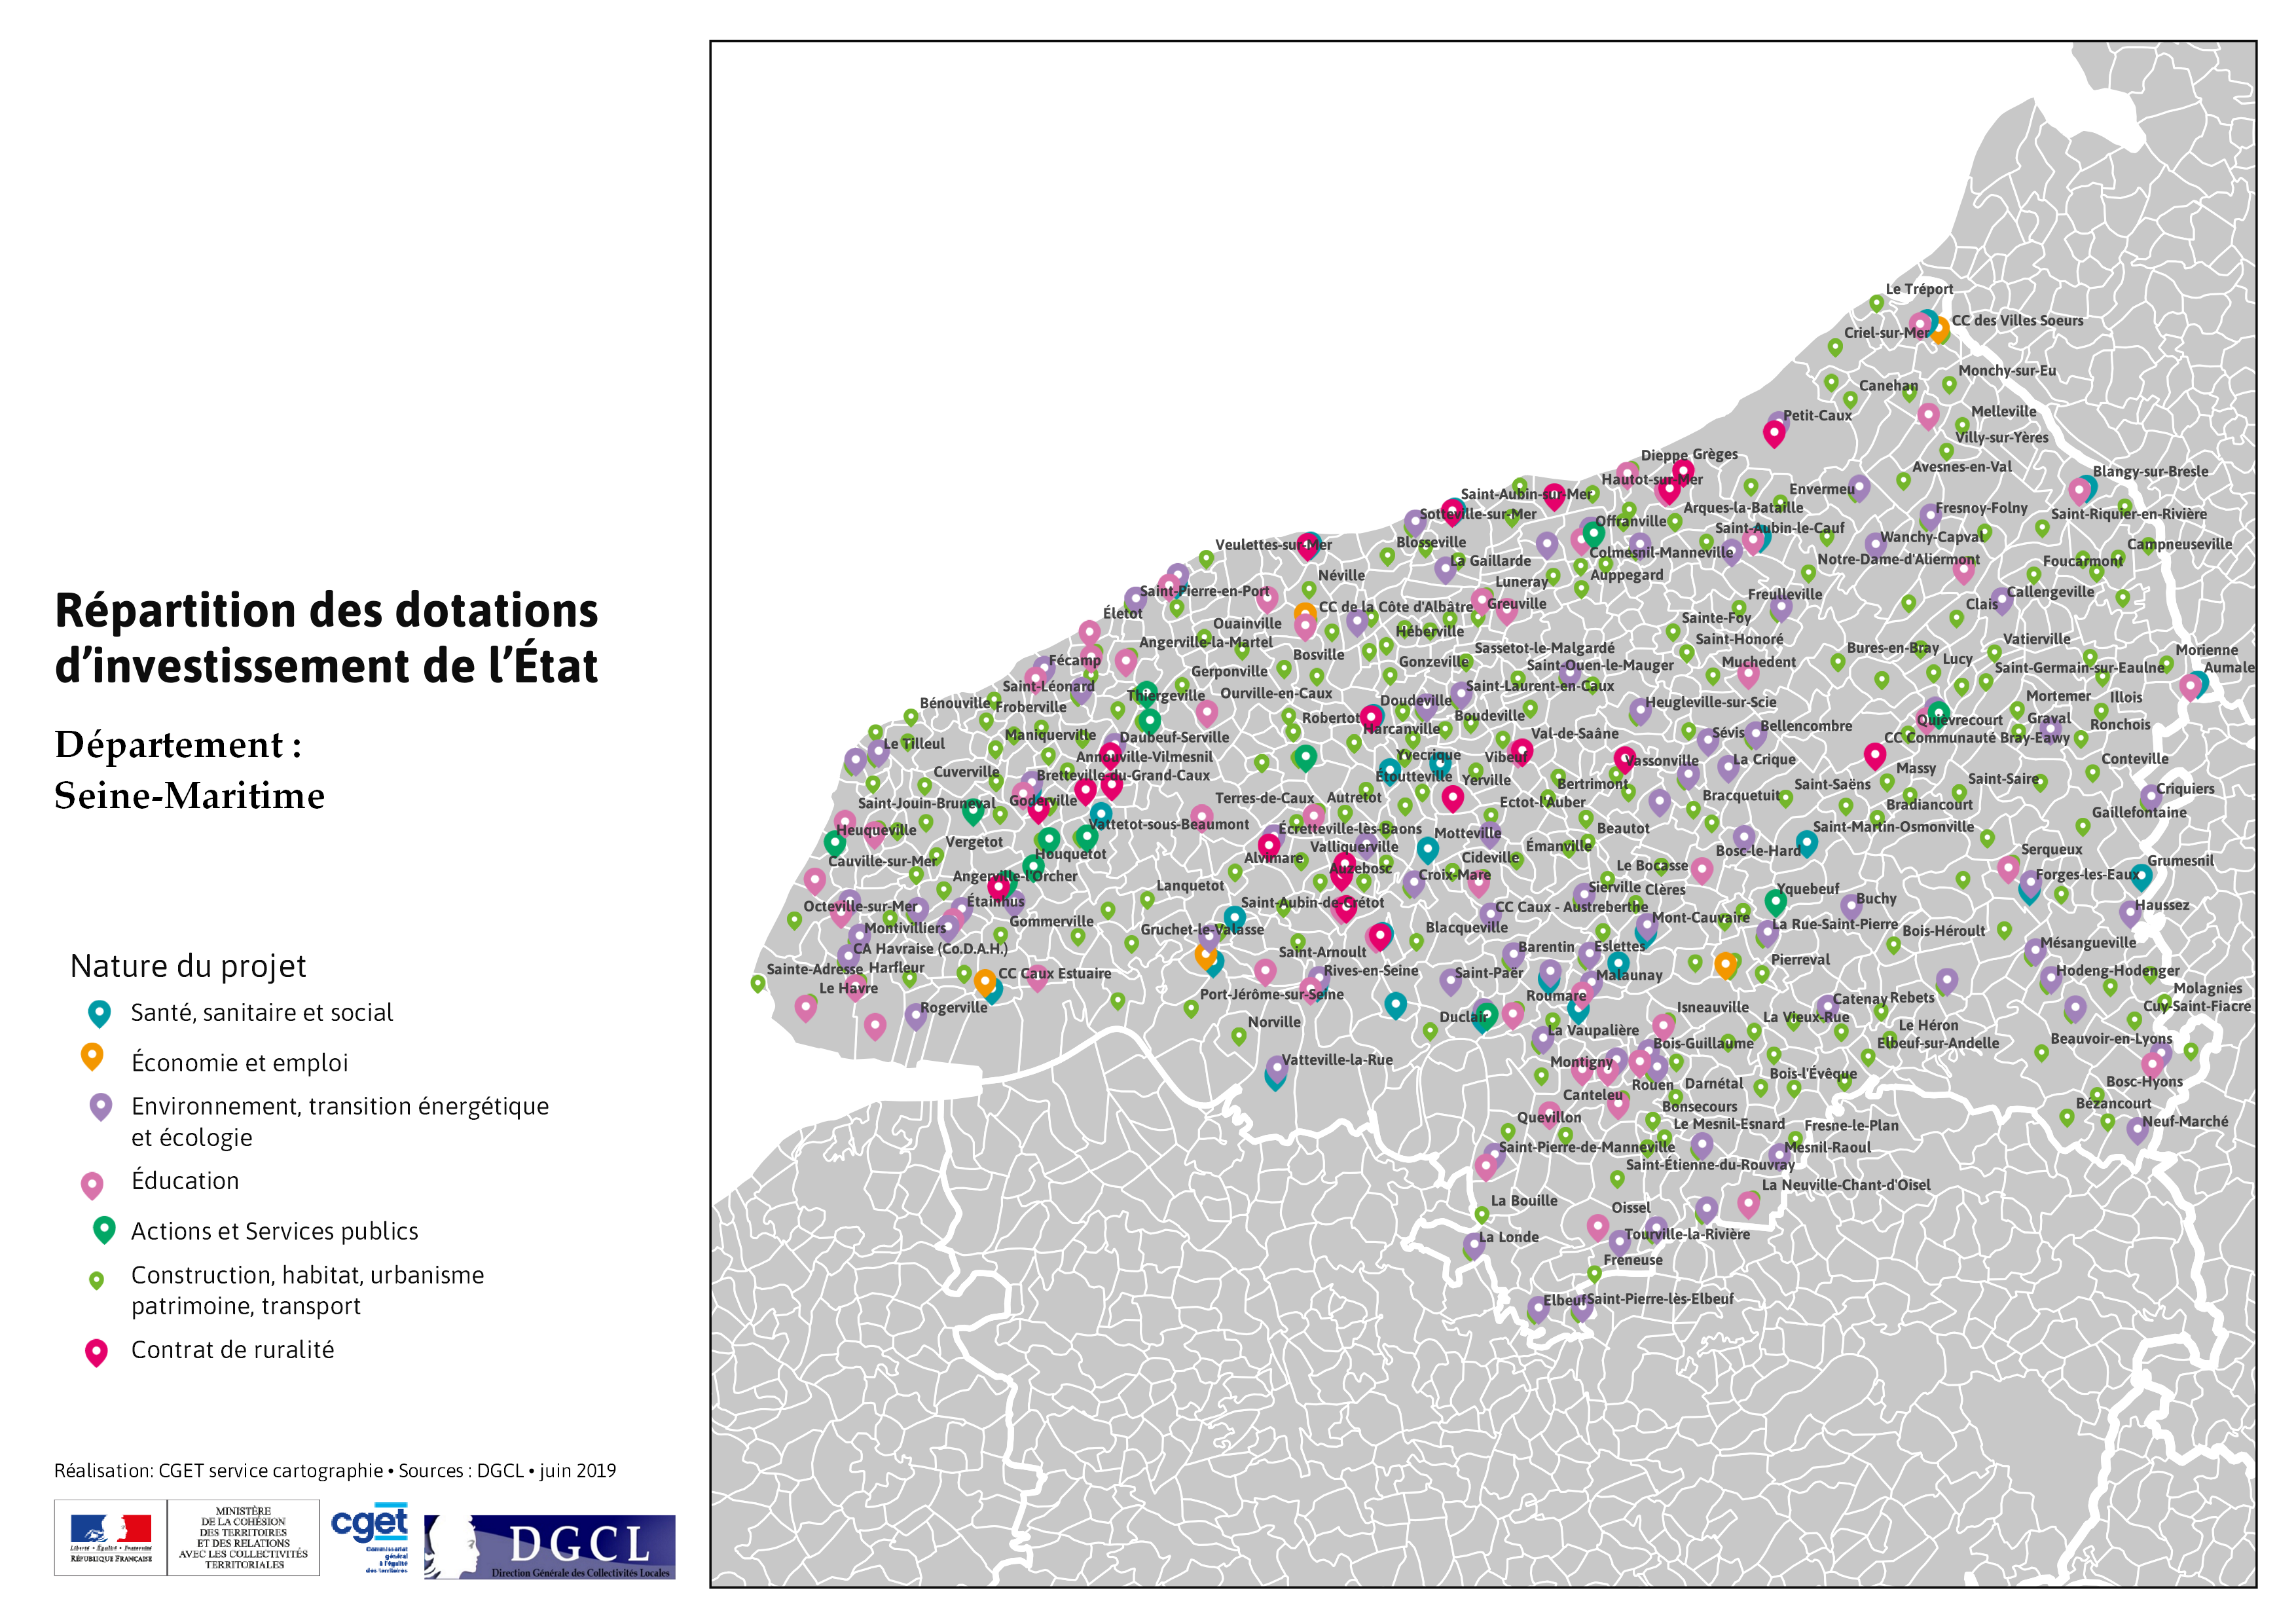 Répartition des dotations
d’investissement de l’État
Département :
Seine-Maritime
Nature du projet
Santé, sanitaire et social
Économie et emploi
Environnement, transition énergétique
et écologie
Éducation
Actions et Services publics
Construction, habitat, urbanisme
patrimoine, transport
Contrat de ruralité
Réalisation: CGET service cartographie • Sources : DGCL • juin 2019
Liberté • Égalité • Fraternité
RÉPUBLIQUE FRANÇAISE
MINISTÈRE
DE LA COHÉSION
DES TERRITOIRES
ET DES RELATIONS
AVEC LES COLLECTIVITÉS
TERRITORIALES
cget
Commissariat
général
à l'égalité
des territoires
DGCL
Direction Générale des Collectivités Locales
Le Tréport
CC des Villes Soeurs
Criel-sur-Mer
Monchy-sur-Eu
Canehan
Melleville
Petit-Caux
Villy-sur-Yères
Dieppe
Grèges
Avesnes-en-Val
Blangy-sur-Bresle
Hautot-sur-Mer
Envermeu
Saint-Aubin-sur-Mer
Arques-la-Bataille
Fresnoy-Folny
Saint-Riquier-en-Rivière
Sotteville-sur-Mer
Offranville
Saint-Aubin-le-Cauf
Wanchy-Capval
Campneuseville
Veulettes-sur-Mer
Blosseville
Colmesnil-Manneville
Notre-Dame-d'Aliermont
Foucarmont
La Gaillarde
Néville
Luneray
Auppegard
Saint-Pierre-en-Port
Freulleville
Callengeville
Clais
Életot
CC de la Côte d'Albâtre
Greuville
Sainte-Foy
Ouainville
Héberville
Saint-Honoré
Vatierville
Angerville-la-Martel
Bures-en-Bray
Sassetot-le-Malgardé
Morienne
Bosville
Gonzeville
Fécamp
Saint-Ouen-le-Mauger
Muchedent
Lucy
Saint-Germain-sur-Eaulne
Aumale
Gerponville
Saint-Léonard
Thiergeville
Ourville-en-Caux
Saint-Laurent-en-Caux
Mortemer
Illois
Bénouville
Froberville
Doudeville
Heugleville-sur-Scie
Robertot
Boudeville
Quièvrecourt
Graval
Ronchois
Harcanville
Val-de-Saâne
Sévis
Bellencombre
Maniquerville
Daubeuf-Serville
CC Communauté Bray-Eawy
Le Tilleul
Annouville-Vilmesnil
Yvecrique
Vibeuf
Vassonville
La Crique
Conteville
Cuverville
Bretteville-du-Grand-Caux
Étoutteville
Yerville
Bertrimont
Massy
Saint-Saire
Saint-Saëns
Criquiers
Saint-Jouin-Bruneval
Goderville
Terres-de-Caux
Autretot
Ectot-l'Auber
Bracquetuit
Bradiancourt
Gaillefontaine
Heuqueville
Vattetot-sous-Beaumont
Écretteville-lès-Baons
Motteville
Beautot
Saint-Martin-Osmonville
Vergetot
Valliquerville
Émanville
Bosc-le-Hard
Serqueux
Houquetot
Alvimare
Cideville
Cauville-sur-Mer
Auzebosc
Croix-Mare
Le Bocasse
Grumesnil
Angerville-l'Orcher
Forges-les-Eaux
Lanquetot
Sierville
Clères
Yquebeuf
Étainhus
Saint-Aubin-de-Crétot
CC Caux - Austreberthe
Buchy
Haussez
Octeville-sur-Mer
Gommerville
Mont-Cauvaire
La Rue-Saint-Pierre
Montivilliers
Gruchet-le-Valasse
Blacqueville
Bois-Héroult
CA Havraise (Co.D.A.H.)
Saint-Arnoult
Barentin
Eslettes
Mésangueville
Sainte-Adresse
Harfleur
CC Caux Estuaire
Rives-en-Seine
Saint-Paër
Malaunay
Pierreval
Hodeng-Hodenger
Le Havre
Port-Jérôme-sur-Seine
Roumare
Molagnies
Rogerville
Isneauville
Catenay
Rebets
Cuy-Saint-Fiacre
Norville
Duclair
La Vieux-Rue
Le Héron
La Vaupalière
Bois-Guillaume
Elbeuf-sur-Andelle
Beauvoir-en-Lyons
Vatteville-la-Rue
Montigny
Bois-l'Évêque
Rouen
Darnétal
Bosc-Hyons
Canteleu
Bonsecours
Bézancourt
Quevillon
Le Mesnil-Esnard
Fresne-le-Plan
Neuf-Marché
Saint-Pierre-de-Manneville
Mesnil-Raoul
Saint-Étienne-du-Rouvray
La Neuville-Chant-d'Oisel
La Bouille
Oissel
La Londe
Tourville-la-Rivière
Freneuse
Elbeuf
Saint-Pierre-lès-Elbeuf